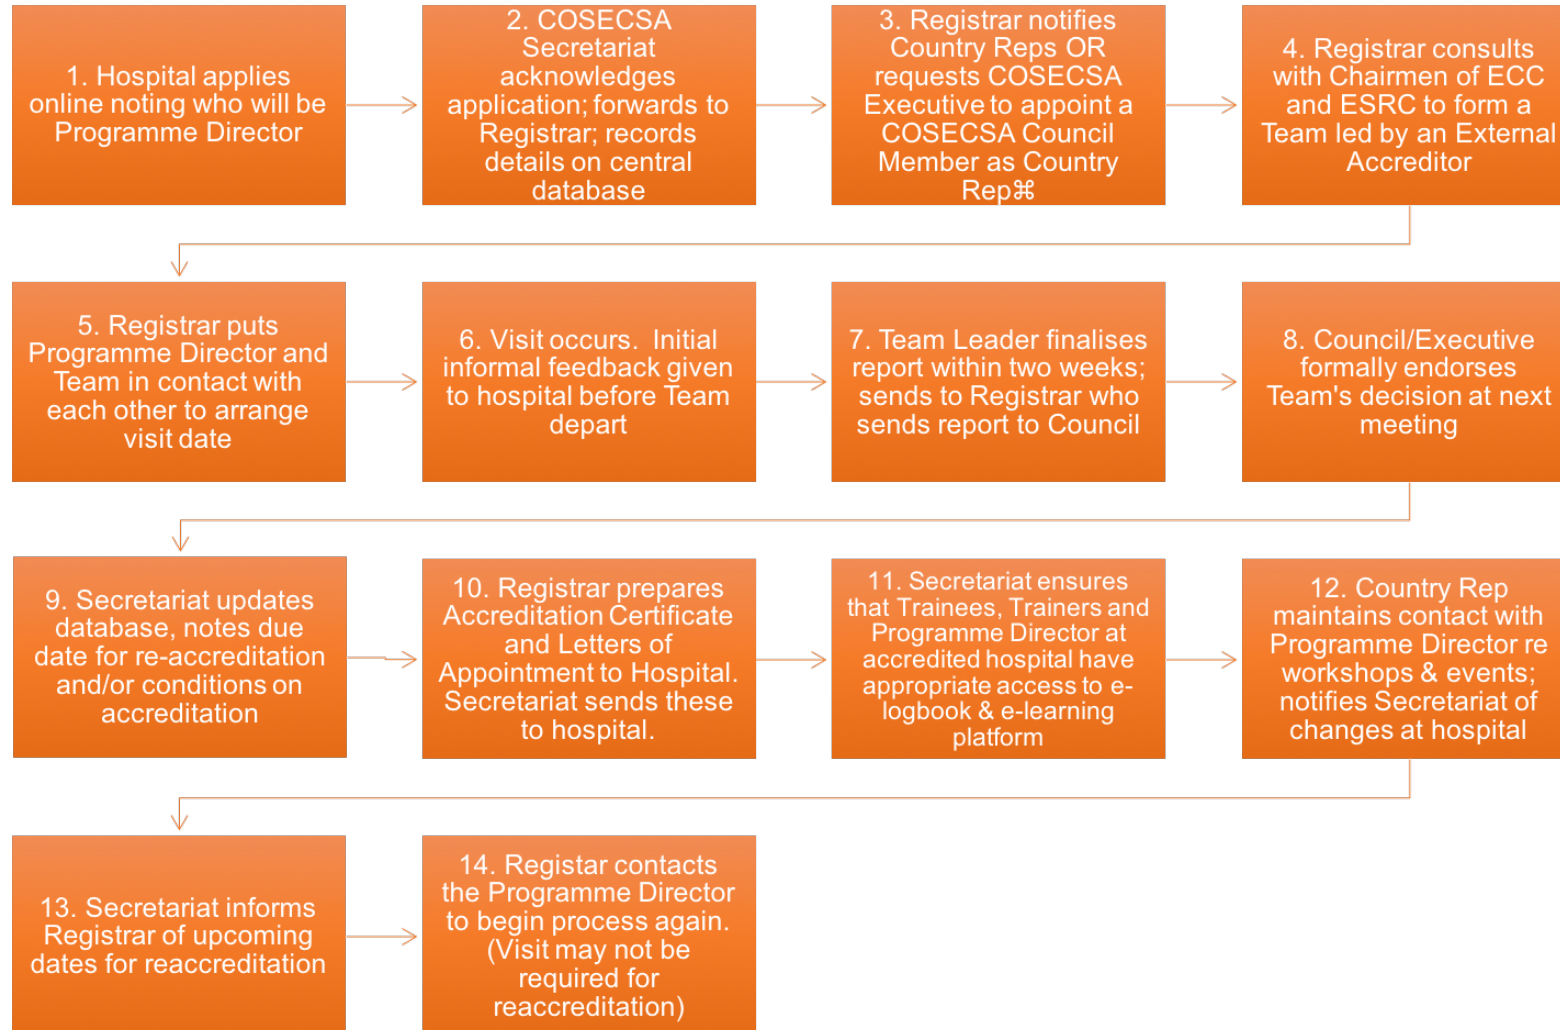 1. Hospital applies
online noting who will be
Programme Director
2. COSECSA
Secretariat
acknowledges
application; forwards to
Registrar; records
details on central
database
3. Registrar notifies
Country Reps OR
requests COSECSA
Executive to appoint a
COSECSA Council
Member as Country
Rep⌘
4. Registrar consults
with Chairmen of ECC
and ESRC to form a
Team led by an External
Accreditor
5. Registrar puts
Programme Director and
Team in contact with
each other to arrange
visit date
6. Visit occurs.  Initial
informal feedback given
to hospital before Team
depart
7. Team Leader finalises
report within two weeks;
sends to Registrar who
sends report to Council
8. Council/Executive
formally endorses
Team's decision at next
meeting
9. Secretariat updates
database, notes due
date for re-accreditation
and/or conditions on
accreditation
10. Registrar prepares
Accreditation Certificate
and Letters of
Appointment to Hospital.
Secretariat sends these
to hospital.
11. Secretariat ensures
that Trainees, Trainers and
Programme Director at
accredited hospital have
appropriate access to e-
logbook & e-learning
platform
12. Country Rep
maintains contact with
Programme Director re
workshops & events;
notifies Secretariat of
changes at hospital
13. Secretariat informs
Registrar of upcoming
dates for reaccreditation
14. Registar contacts
the Programme Director
to begin process again.
(Visit may not be
required for
reaccreditation)